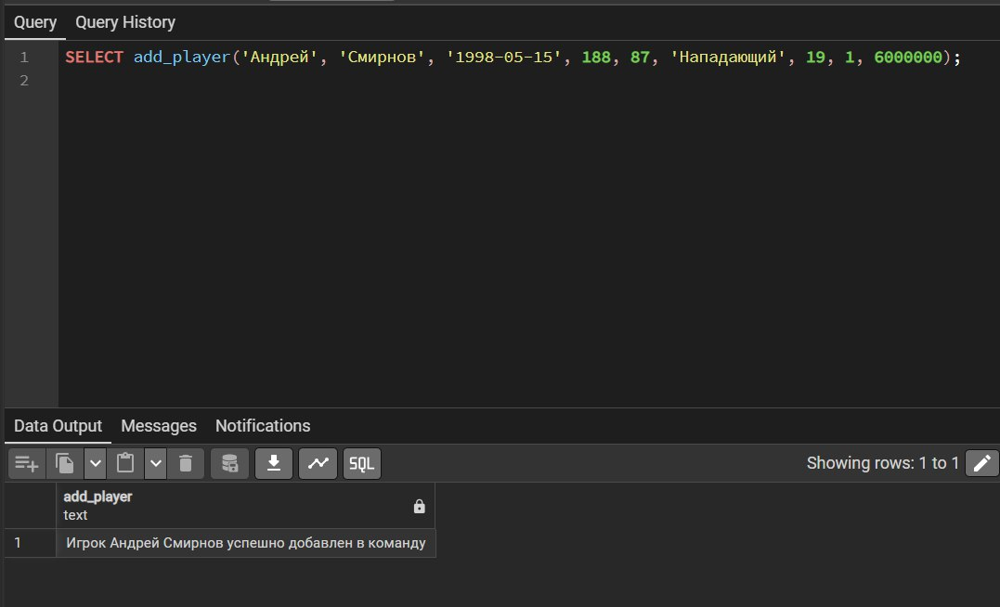 Query Query History
1 SELECT add_player('Андрей', 'Смирнов', '1998-05-15', 188, 87, 'Нападающий', 19, 1, 6000000);
2
Data Output Messages Notifications
SQL Showing rows: 1 to 1
add_player
text
1 Игрок Андрей Смирнов успешно добавлен в команду